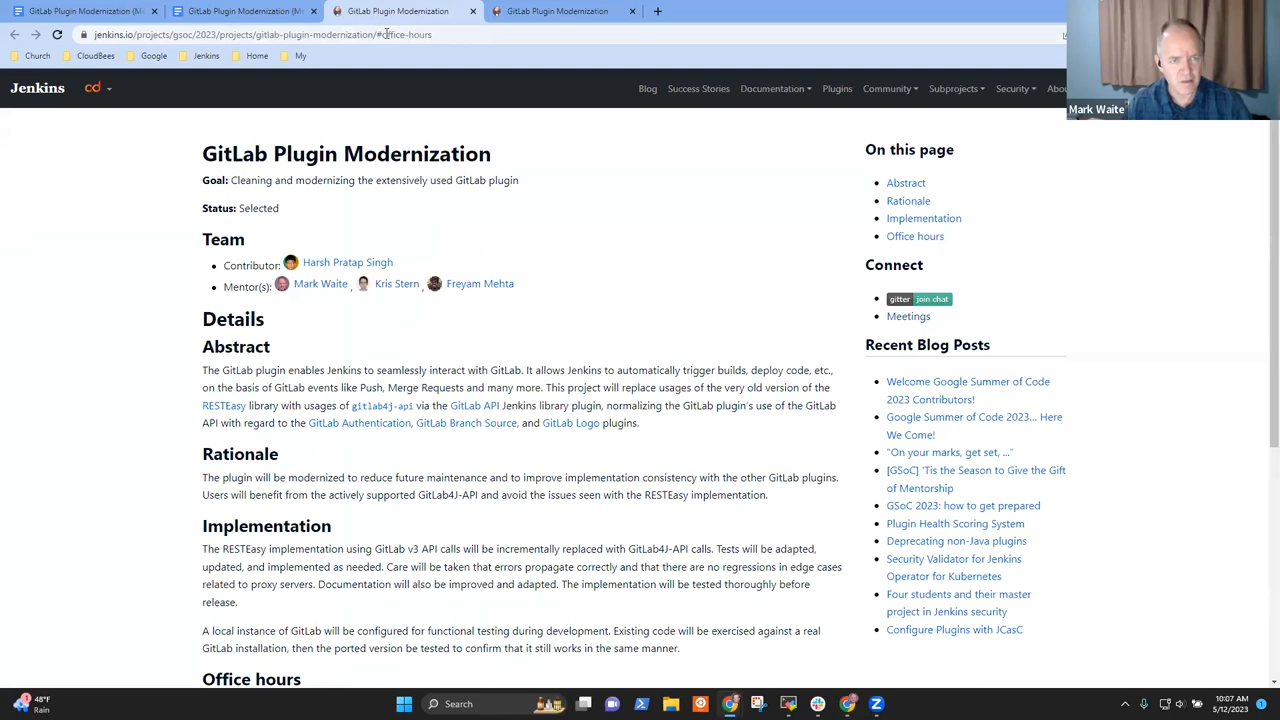 GitLab Plugin Modernization (M
GitLab Plugin Modernization (M
GitLab Plugin Modernization
GitLab Plugin Modernization
jenkins.io/projects/gsoc/2023/projects/gitlab-plugin-modernization/#office-hours
Church
CloudBees
Google
Jenkins
Home
My
Jenkins
cd
Blog
Success Stories
Documentation
Plugins
Community
Subprojects
Security
Abou
Mark Waite
GitLab Plugin Modernization
Goal: Cleaning and modernizing the extensively used GitLab plugin
Status: Selected
Team
Contributor: Harsh Pratap Singh
Mentor(s): Mark Waite , Kris Stern , Freyam Mehta
Details
Abstract
The GitLab plugin enables Jenkins to seamlessly interact with GitLab. It allows Jenkins to automatically trigger builds, deploy code, etc.,
on the basis of GitLab events like Push, Merge Requests and many more. This project will replace usages of the very old version of the
RESTEasy library with usages of gitlab4j-api via the GitLab API Jenkins library plugin, normalizing the GitLab plugin's use of the GitLab
API with regard to the GitLab Authentication, GitLab Branch Source, and GitLab Logo plugins.
Rationale
The plugin will be modernized to reduce future maintenance and to improve implementation consistency with the other GitLab plugins.
Users will benefit from the actively supported GitLab4J-API and avoid the issues seen with the RESTEasy implementation.
Implementation
The RESTEasy implementation using GitLab v3 API calls will be incrementally replaced with GitLab4J-API calls. Tests will be adapted,
updated, and implemented as needed. Care will be taken that errors propagate correctly and that there are no regressions in edge cases
related to proxy servers. Documentation will also be improved and adapted. The implementation will be tested thoroughly before
release.
A local instance of GitLab will be configured for functional testing during development. Existing code will be exercised against a real
GitLab installation, then the ported version be tested to confirm that it still works in the same manner.
Office hours
On this page
Abstract
Rationale
Implementation
Office hours
Connect
gitter join chat
Meetings
Recent Blog Posts
Welcome Google Summer of Code
2023 Contributors!
Google Summer of Code 2023... Here
We Come!
"On your marks, get set, ..."
[GSoC] 'Tis the Season to Give the Gift
of Mentorship
GSoC 2023: how to get prepared
Plugin Health Scoring System
Deprecating non-Java plugins
Security Validator for Jenkins
Operator for Kubernetes
Four students and their master
project in Jenkins security
Configure Plugins with JCasC
1
48°F
Rain
Search
10:07 AM
5/12/2023
1